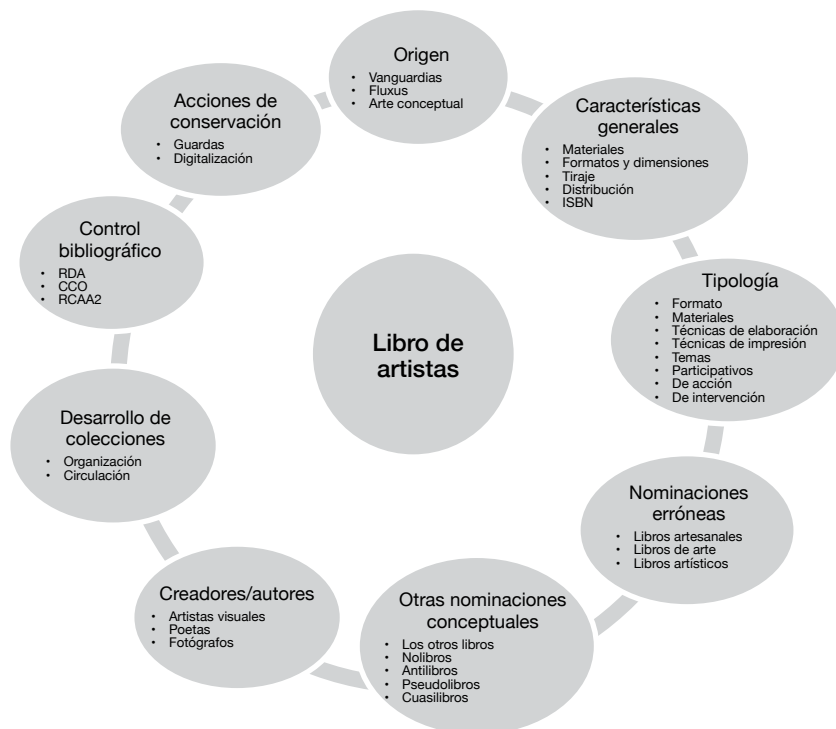 Origen
• Vanguardias
• Fluxus
• Arte conceptual
Características
generales
• Materiales
• Formatos y dimensiones
• Tiraje
• Distribución
• ISBN
Tipología
• Formato
• Materiales
• Técnicas de elaboración
• Técnicas de impresión
• Temas
• Participativos
• De acción
• De intervención
Nominaciones
erróneas
• Libros artesanales
• Libros de arte
• Libros artísticos
Otras nominaciones
conceptuales
• Los otros libros
• Nolibros
• Antilibros
• Pseudolibros
• Cuasilibros
Creadores/autores
• Artistas visuales
• Poetas
• Fotógrafos
Desarrollo de
colecciones
• Organización
• Circulación
Control
bibliográfico
• RDA
• CCO
• RCAA2
Acciones de
conservación
• Guardas
• Digitalización
Libro de
artistas